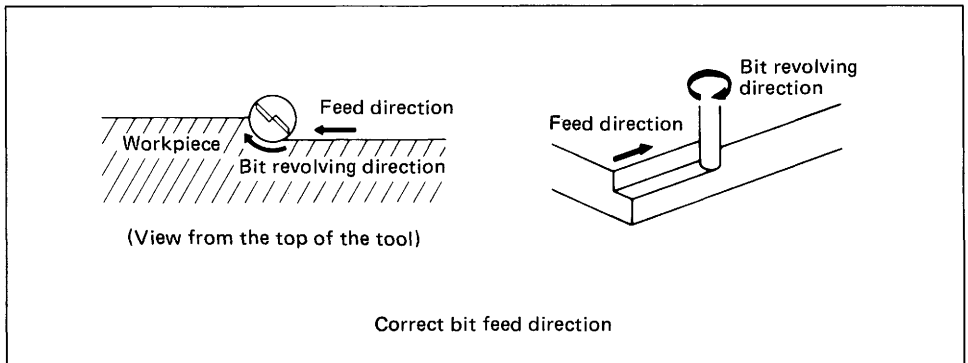 Feed direction
Workpiece
Bit revolving direction
(View from the top of the tool)
Bit revolving
direction
Feed direction
Correct bit feed direction